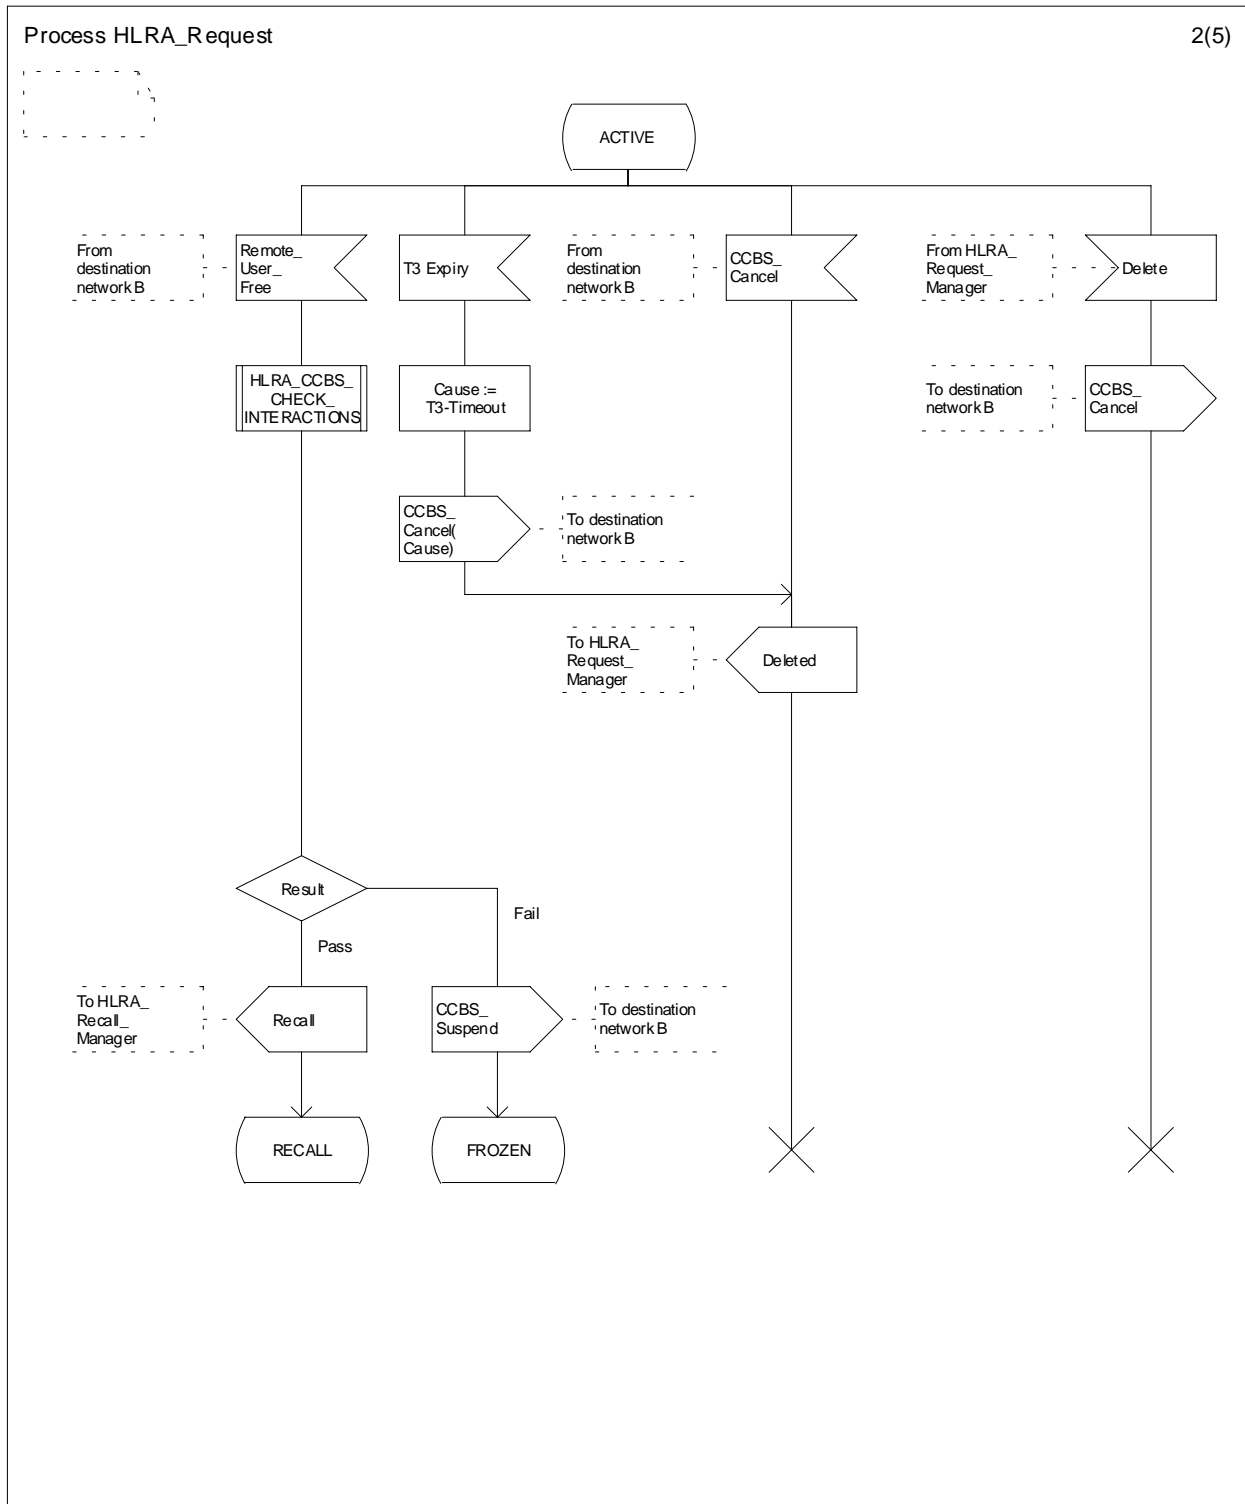 Process HLRA_Request
2(5)
ACTIVE
From
destination
network B
Remote_
User_
Free
T3 Expiry
From
destination
network B
CCBS_
Cancel
From HLRA_
Request_
Manager
Delete
HLRA_CCBS_
CHECK_
INTERACTIONS
Cause :=
T3-Timeout
To destination
network B
CCBS_
Cancel
CCBS_
Cancel(
Cause)
To destination
network B
To HLRA_
Request_
Manager
Deleted
Result
Fail
Pass
To HLRA_
Recall_
Manager
Recall
CCBS_
Suspend
To destination
network B
RECALL
FROZEN